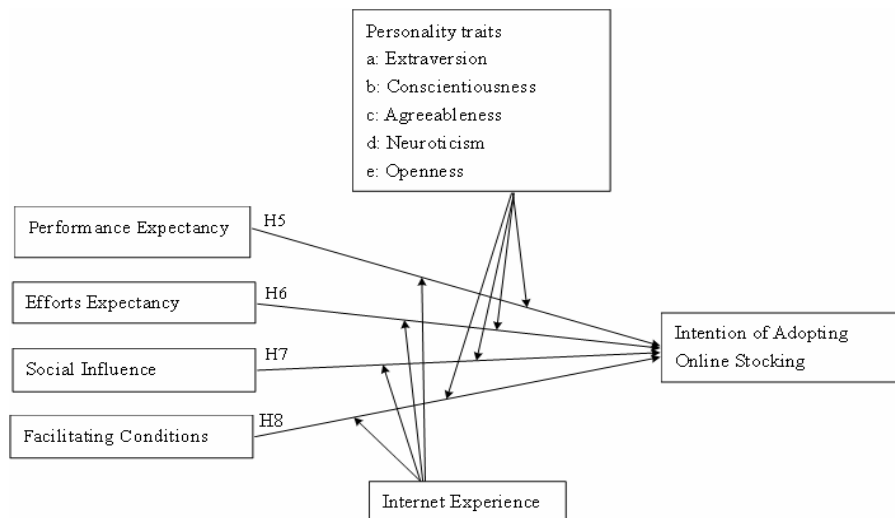 Personality traits
a: Extraversion
b: Conscientiousness
c: Agreeableness
d: Neuroticism
e: Openness
H5
Performance Expectancy
H6
Efforts Expectancy
H7
Social Influence
H8
Facilitating Conditions
Intention of Adopting
Online Stocking
Internet Experience